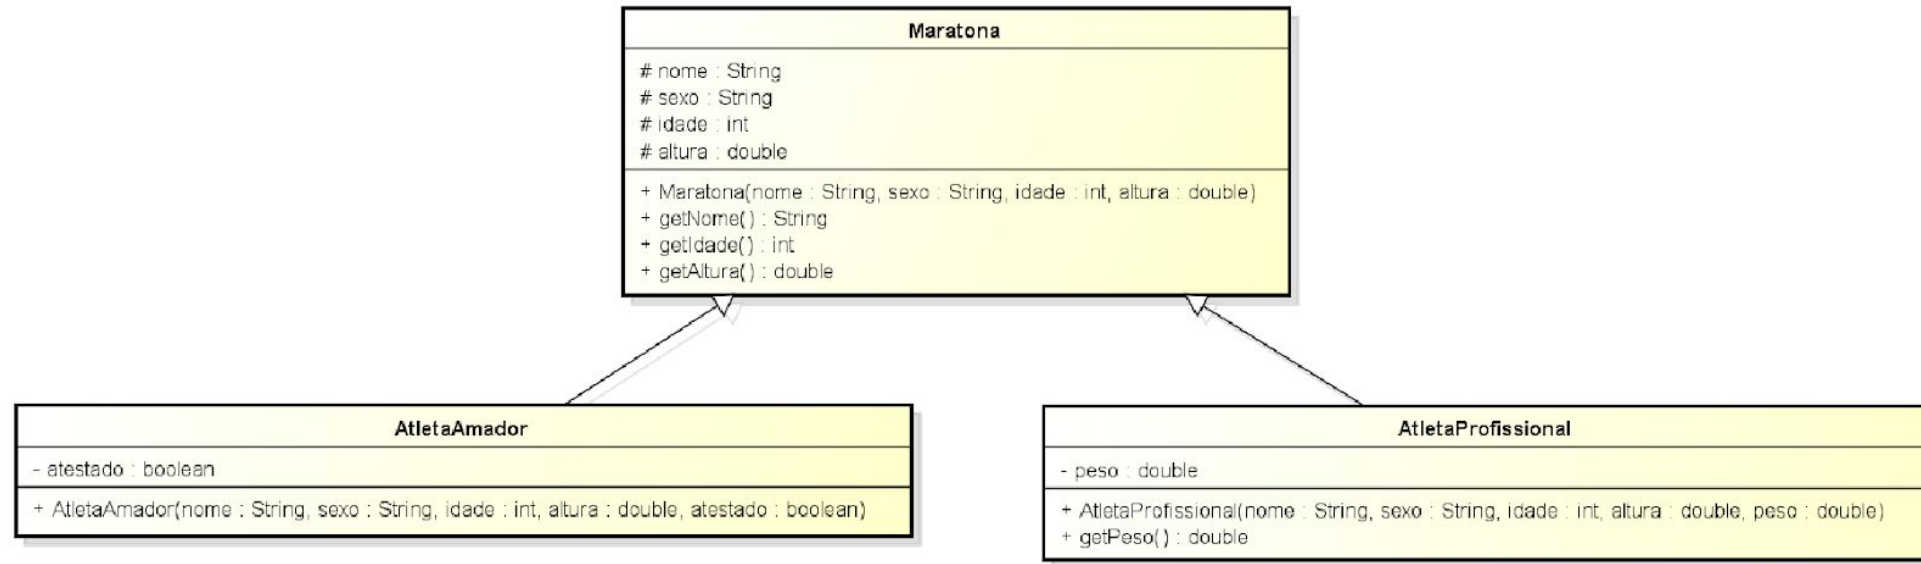 Maratona
# nome : String
# sexo : String
# idade : int
# altura : double
+ Maratona(nome : String, sexo : String, idade : int, altura : double)
+ getNome() : String
+ getIdade() : int
+ getAltura() : double
AtletaAmador
- atestado : boolean
+ AtletaAmador(nome : String, sexo : String, idade : int, altura : double, atestado : boolean)
AtletaProfissional
- peso : double
+ AtletaProfissional(nome : String, sexo : String, idade : int, altura : double, peso : double)
+ getPeso() : double